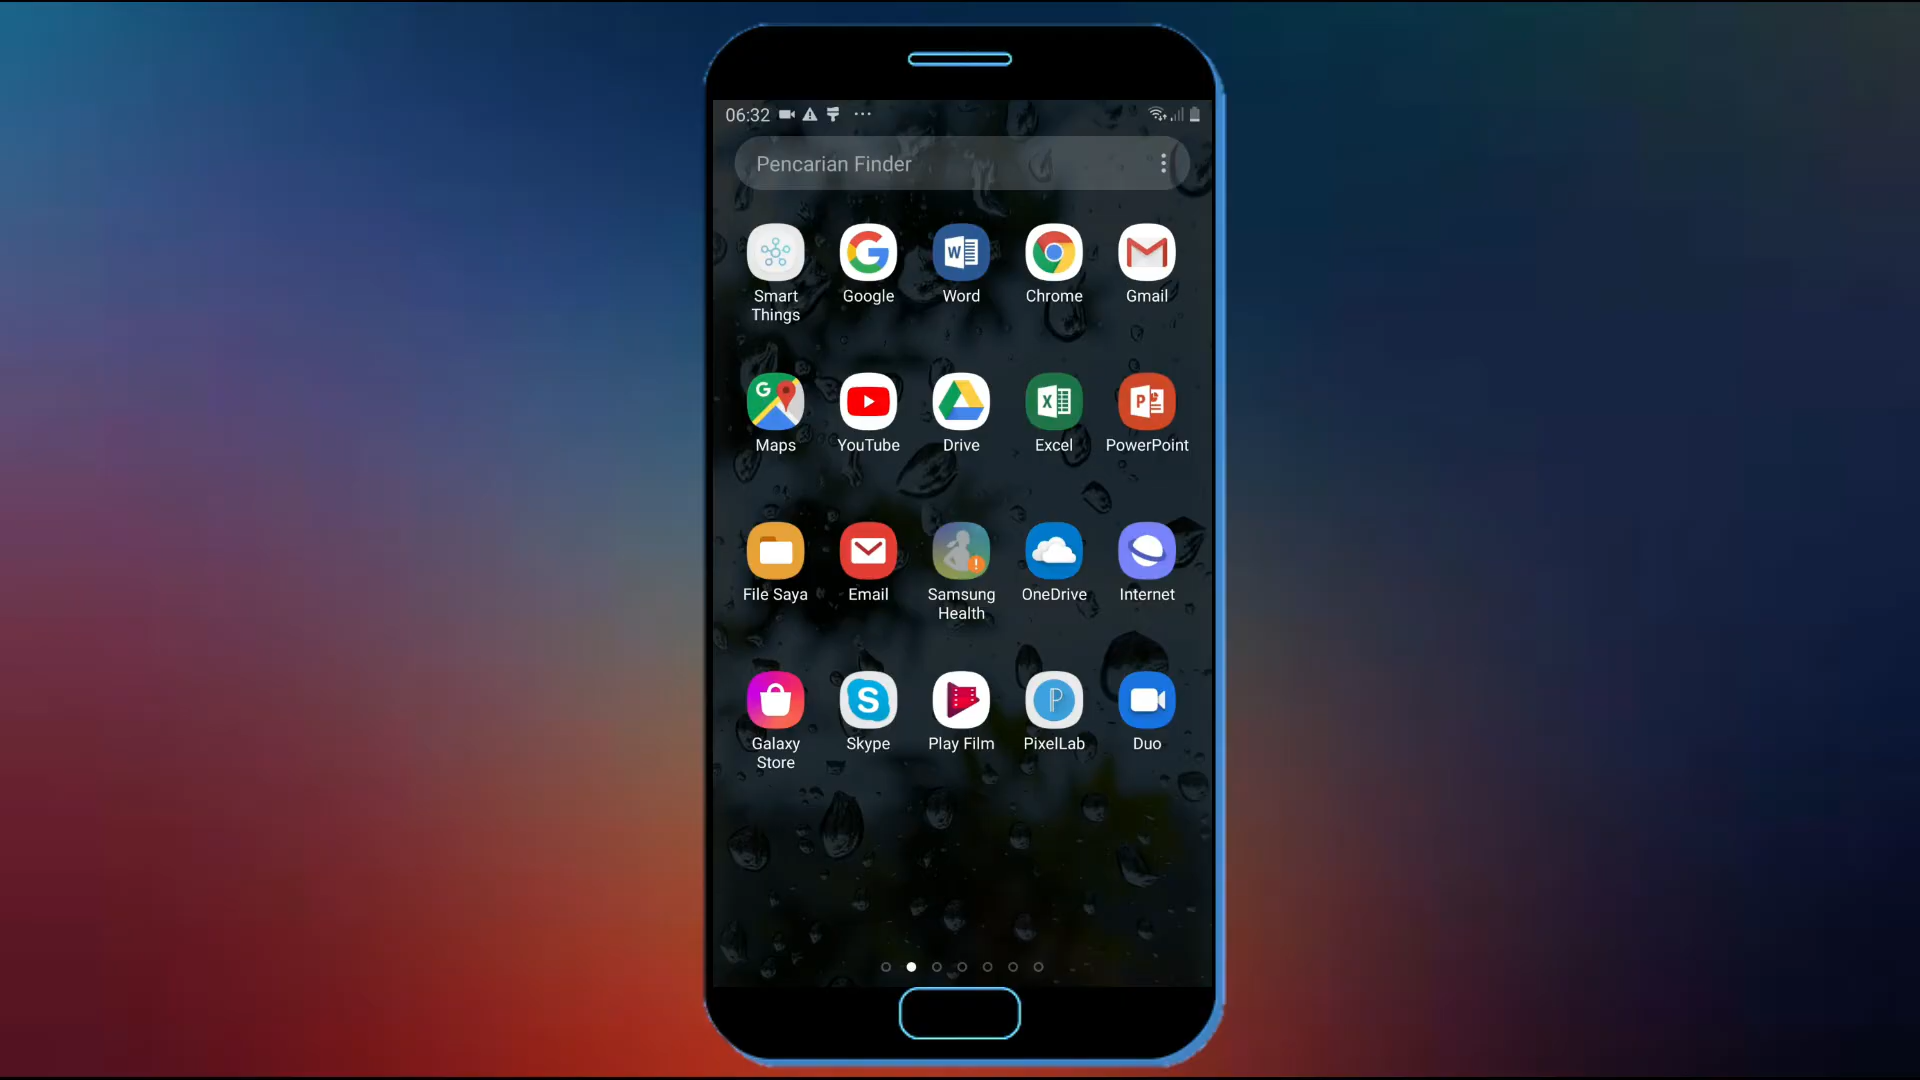 06:32
Pencarian Finder
Smart
Things
Google
Word
Chrome
Gmail
Maps
YouTube
Drive
Excel
PowerPoint
File Saya
Email
Samsung
Health
OneDrive
Internet
Galaxy
Store
Skype
Play Film
PixelLab
Duo